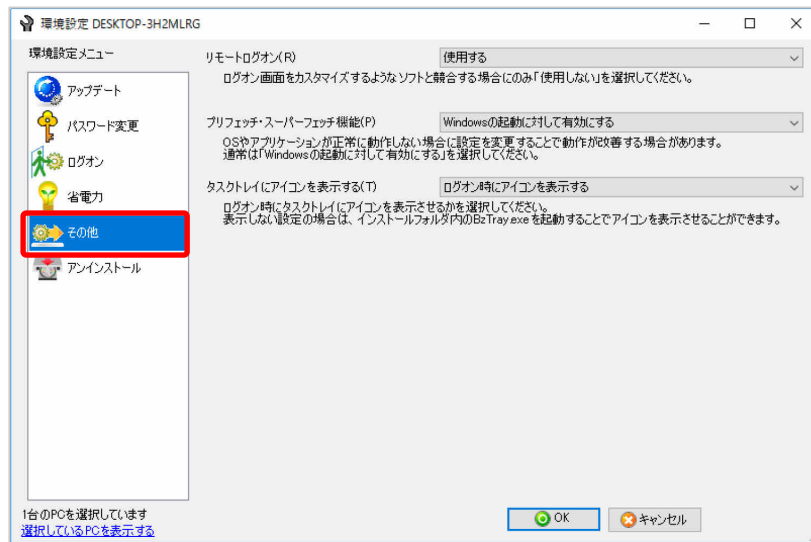 環境設定 DESKTOP-3H2MLRG
環境設定メニュー
アップデート
パスワード変更
ログオン
省電力
その他
アンインストール
リモートログオン(R)
使用する
ログオン画面をカスタマイズするようなソフトと競合する場合にのみ「使用しない」を選択してください。
プリフェッチ・スーパーフェッチ機能(P)
Windowsの起動に対して有効にする
OSやアプリケーションが正常に動作しない場合に設定を変更することで動作が改善する場合があります。
通常は「Windowsの起動に対して有効にする」を選択してください。
タスクトレイにアイコンを表示する(T)
ログオン時にアイコンを表示する
ログオン時にタスクトレイにアイコンを表示させるかを選択してください。
表示しない設定の場合は、インストールフォルダ内のBzTray.exeを起動することでアイコンを表示させることができます。
1台のPCを選択しています
選択しているPCを表示する
OK
キャンセル